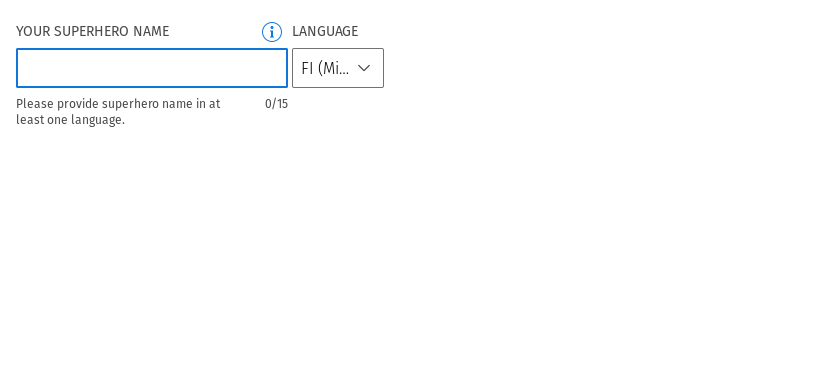 YOUR SUPERHERO NAME
LANGUAGE
FI (Mi...
Please provide superhero name in at
least one language.
0/15